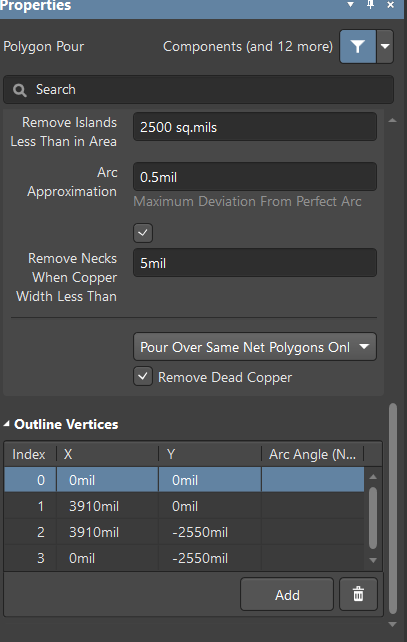 Properties
Polygon Pour Components (and 12 more)
Search
Remove Islands
Less Than in Area
2500 sq.mils
Arc
Approximation
0.5mil
Maximum Deviation From Perfect Arc
Remove Necks
When Copper
Width Less Than
5mil
Pour Over Same Net Polygons Onl
Remove Dead Copper
Outline Vertices
Index X Y Arc Angle (N...
0 0mil 0mil
1 3910mil 0mil
2 3910mil -2550mil
3 0mil -2550mil
Add